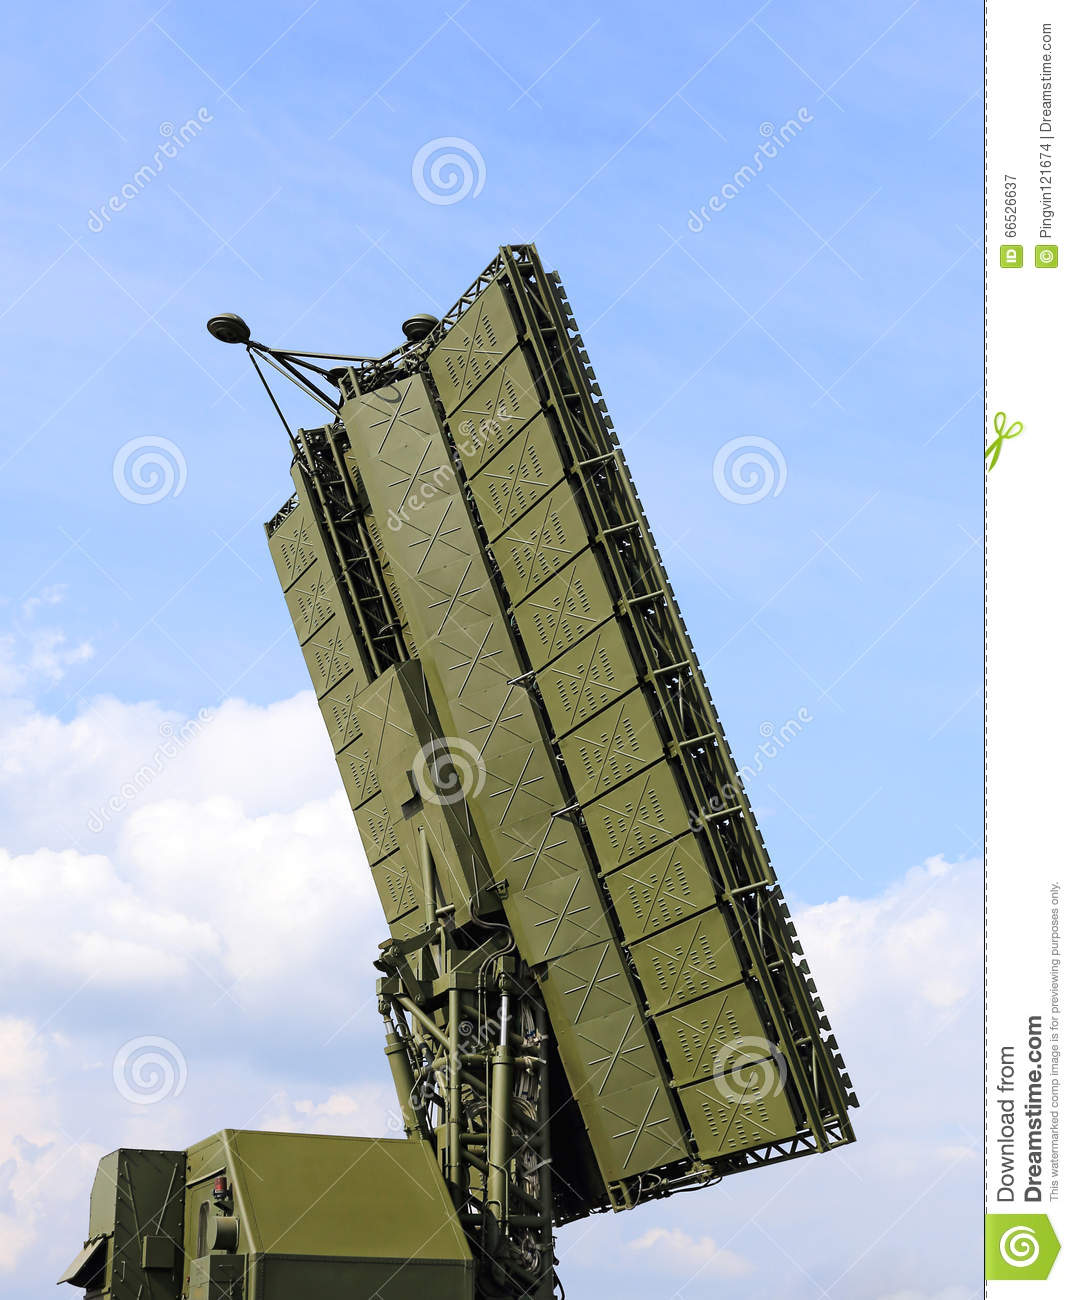 dreamstime
dreamstime
dreamstime
dreamstime
dreamstime
dreamstime
dreamstime
ID 66526637
© Pingvin121674 | Dreamstime.com
Download from
Dreamstime.com
This watermarked comp image is for previewing purposes only.